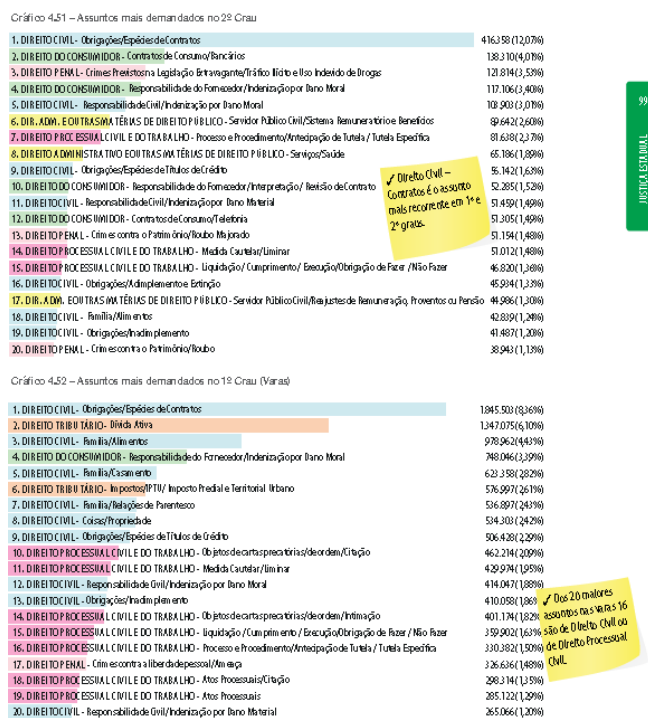 Gráfico 4.51 – Assuntos mais demandados no 2º Grau
1. DIREITO CIVIL - Obrigações/Espécies de Contratos 416.358 (12,07%)
2. DIREITO DO CONSUMIDOR - Contratos de Consumo/Bancários 138.310 (4,01%)
3. DIREITO PENAL - Crimes Previstos na Legislação Extravagante/Tráfico Ilícito e Uso Indevido de Drogas 121.814 (3,53%)
4. DIREITO DO CONSUMIDOR - Responsabilidade do Fornecedor/Indenização por Dano Moral 117.106 (3,40%)
5. DIREITO CIVIL - Responsabilidade Civil/Indenização por Dano Moral 103.903 (3,01%)
6. DIR. ADM. E OUTRAS MATÉRIAS DE DIREITO PÚBLICO - Servidor Público Civil/Sistema Remuneratório e Benefícios 89.642 (2,60%)
7. DIREITO PROCESSUAL CIVIL E DO TRABALHO - Processo e Procedimento/Antecipação de Tutela / Tutela Específica 81.638 (2,37%)
8. DIREITO ADMINISTRATIVO E OUTRAS MATÉRIAS DE DIREITO PÚBLICO - Serviços/Saúde 65.186 (1,89%)
9. DIREITO CIVIL - Obrigações/Espécies de Títulos de Crédito 56.142 (1,63%)
10. DIREITO DO CONSUMIDOR - Responsabilidade do Fornecedor/Interpretação / Revisão de Contrato 52.285 (1,52%)
11. DIREITO CIVIL - Responsabilidade Civil/Indenização por Dano Material 51.459 (1,49%)
12. DIREITO DO CONSUMIDOR - Contratos de Consumo/Telefonia 51.305 (1,49%)
13. DIREITO PENAL - Crimes contra o Patrimônio/Roubo Majorado 51.154 (1,48%)
14. DIREITO PROCESSUAL CIVIL E DO TRABALHO - Medida Cautelar/Liminar 51.012 (1,48%)
15. DIREITO PROCESSUAL CIVIL E DO TRABALHO - Liquidação / Cumprimento / Execução/Obrigação de Fazer / Não Fazer 46.820 (1,36%)
16. DIREITO CIVIL - Obrigações/Adimplemento e Extinção 45.934 (1,33%)
17. DIR. ADM. E OUTRAS MATÉRIAS DE DIREITO PÚBLICO - Servidor Público Civil/Reajustes de Remuneração, Proventos ou Pensão 44.986 (1,30%)
18. DIREITO CIVIL - Família/Alimentos 42.839 (1,24%)
19. DIREITO CIVIL - Obrigações/Inadimplemento 41.487 (1,20%)
20. DIREITO PENAL - Crimes contra o Patrimônio/Roubo 38.943 (1,13%)
✓ Direito Civil –
Contratos é o assunto
mais recorrente em 1º e
2º graus.
99
JUSTIÇA ESTADUAL
Gráfico 4.52 – Assuntos mais demandados no 1º Grau (Varas)
1. DIREITO CIVIL - Obrigações/Espécies de Contratos 1.845.503 (8,36%)
2. DIREITO TRIBUTÁRIO - Dívida Ativa 1.347.075 (6,10%)
3. DIREITO CIVIL - Família/Alimentos 978.962 (4,43%)
4. DIREITO DO CONSUMIDOR - Responsabilidade do Fornecedor/Indenização por Dano Moral 748.046 (3,39%)
5. DIREITO CIVIL - Família/Casamento 623.358 (2,82%)
6. DIREITO TRIBUTÁRIO - Impostos/IPTU/ Imposto Predial e Territorial Urbano 576.997 (2,61%)
7. DIREITO CIVIL - Família/Relações de Parentesco 536.897 (2,43%)
8. DIREITO CIVIL - Coisas/Propriedade 534.303 (2,42%)
9. DIREITO CIVIL - Obrigações/Espécies de Títulos de Crédito 506.428 (2,29%)
10. DIREITO PROCESSUAL CIVIL E DO TRABALHO - Objetos de cartas precatórias/de ordem/Citação 462.214 (2,09%)
11. DIREITO PROCESSUAL CIVIL E DO TRABALHO - Medida Cautelar/Liminar 429.974 (1,95%)
12. DIREITO CIVIL - Responsabilidade Civil/Indenização por Dano Moral 414.047 (1,88%)
13. DIREITO CIVIL - Obrigações/Inadimplemento 410.058 (1,86%
14. DIREITO PROCESSUAL CIVIL E DO TRABALHO - Objetos de cartas precatórias/de ordem/Intimação 401.174 (1,82%
15. DIREITO PROCESSUAL CIVIL E DO TRABALHO - Liquidação / Cumprimento / Execução/Obrigação de Fazer / Não Fazer 359.902 (1,63%
16. DIREITO PROCESSUAL CIVIL E DO TRABALHO - Processo e Procedimento/Antecipação de Tutela / Tutela Específica 330.382 (1,50%)
17. DIREITO PENAL - Crimes contra a liberdade pessoal/Ameaça 326.636 (1,48%)
18. DIREITO PROCESSUAL CIVIL E DO TRABALHO - Atos Processuais/Citação 298.314 (1,35%)
19. DIREITO PROCESSUAL CIVIL E DO TRABALHO - Atos Processuais 285.122 (1,29%)
20. DIREITO CIVIL - Responsabilidade Civil/Indenização por Dano Material 265.066 (1,20%)
✓ Dos 20 maiores
assuntos nas varas 16
são de Direito Civil ou
de Direito Processual
Civil.